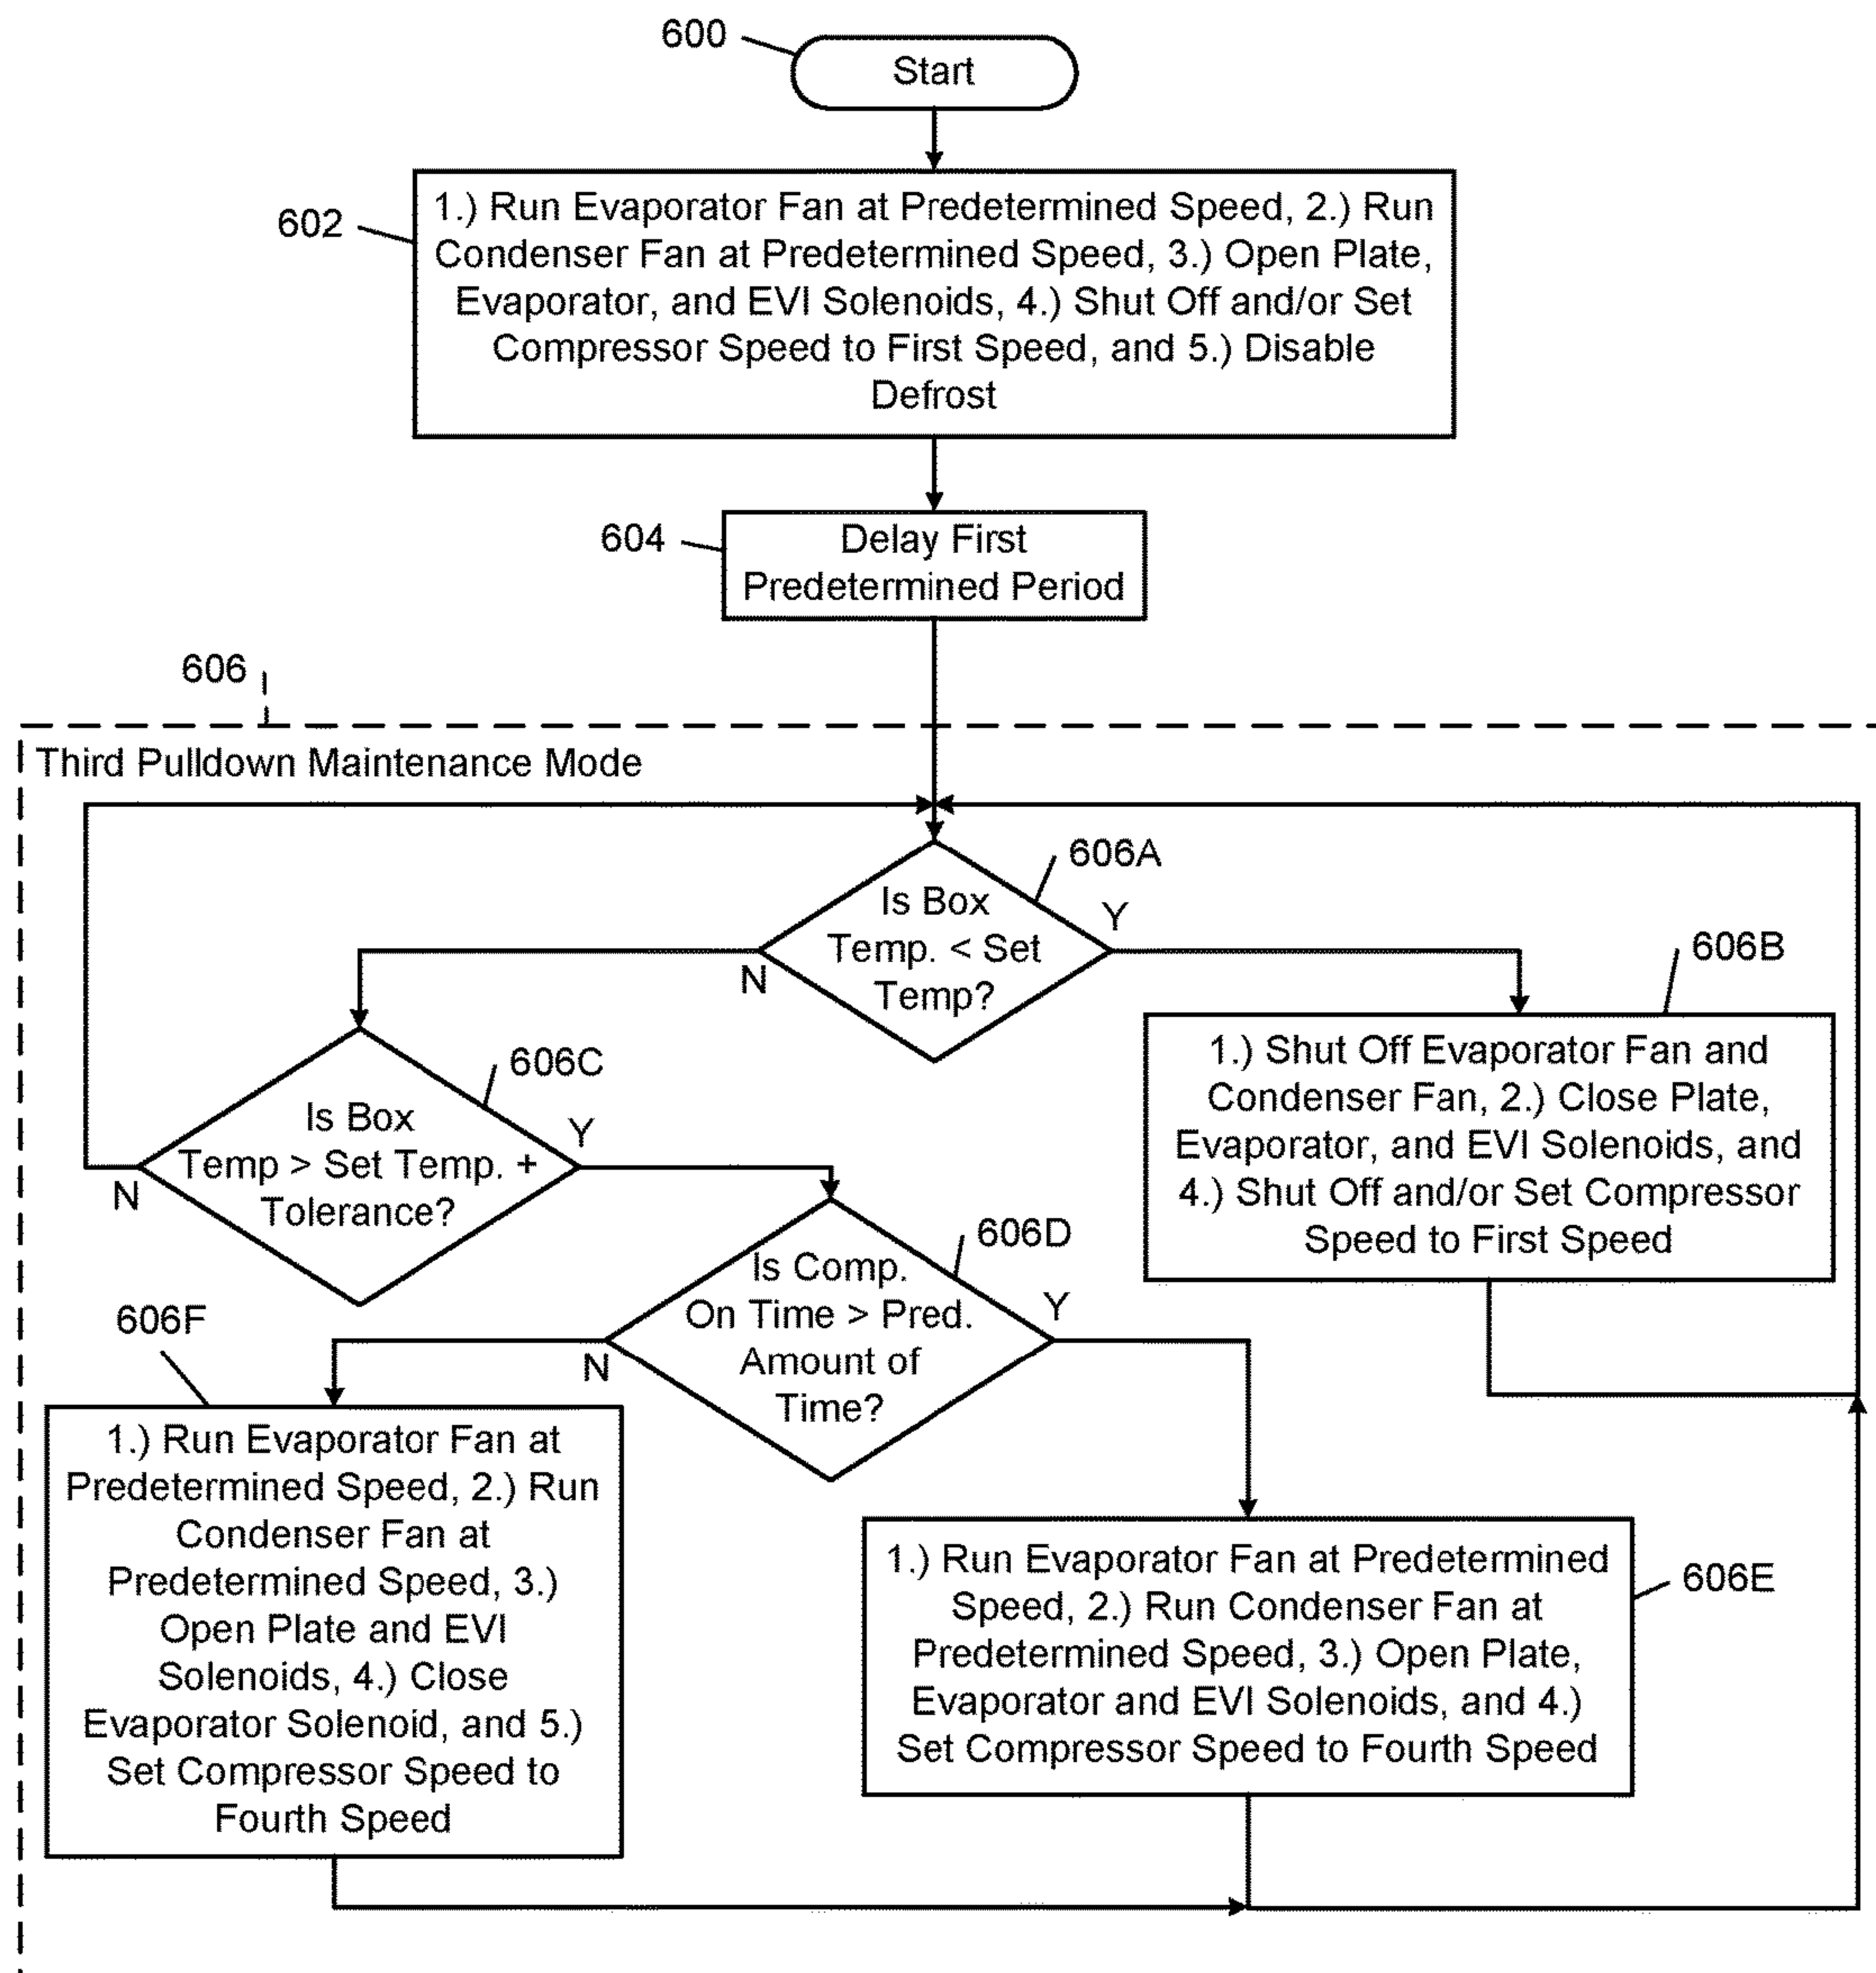 600
Start
602
1.) Run Evaporator Fan at Predetermined Speed, 2.) Run
Condenser Fan at Predetermined Speed, 3.) Open Plate,
Evaporator, and EVI Solenoids, 4.) Shut Off and/or Set
Compressor Speed to First Speed, and 5.) Disable
Defrost
604
Delay First
Predetermined Period
606
Third Pulldown Maintenance Mode
606A
Is Box
Temp. < Set
Temp?
Y
N
606B
1.) Shut Off Evaporator Fan and
Condenser Fan, 2.) Close Plate,
Evaporator, and EVI Solenoids, and
4.) Shut Off and/or Set Compressor
Speed to First Speed
606C
Is Box
Temp > Set Temp. +
Tolerance?
Y
N
606D
Is Comp.
On Time > Pred.
Amount of
Time?
Y
N
606F
1.) Run Evaporator Fan at
Predetermined Speed, 2.) Run
Condenser Fan at
Predetermined Speed, 3.)
Open Plate and EVI
Solenoids, 4.) Close
Evaporator Solenoid, and 5.)
Set Compressor Speed to
Fourth Speed
606E
1.) Run Evaporator Fan at Predetermined
Speed, 2.) Run Condenser Fan at
Predetermined Speed, 3.) Open Plate,
Evaporator and EVI Solenoids, and 4.)
Set Compressor Speed to Fourth Speed